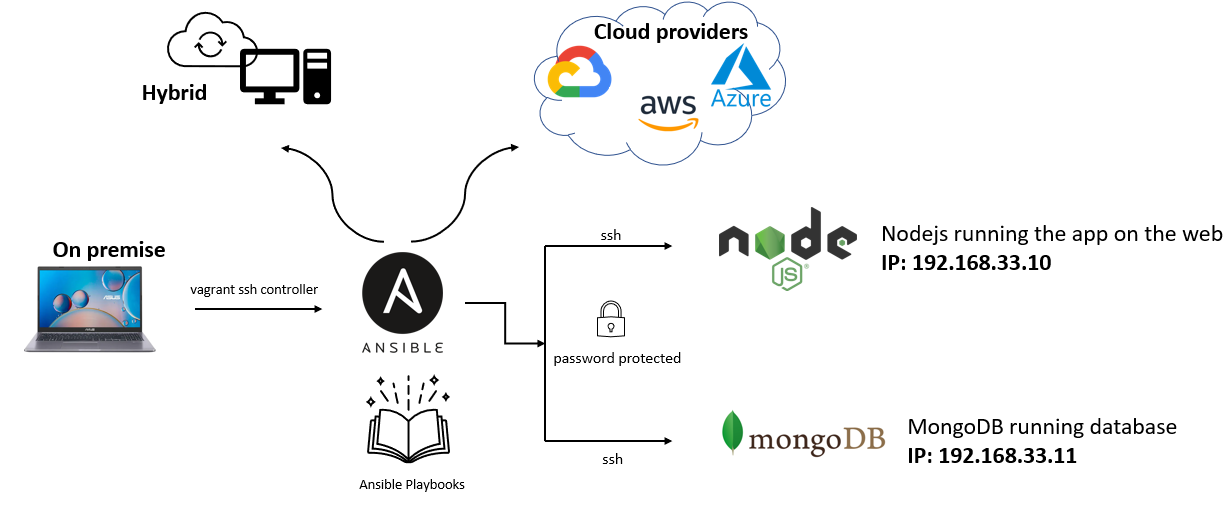 Cloud providers
Hybrid
aws
Azure
On premise
vagrant ssh controller
ANSIBLE
Ansible Playbooks
ssh
password protected
ssh
node
JS
®
Nodejs running the app on the web
IP: 192.168.33.10
mongoDB
MongoDB running database
IP: 192.168.33.11